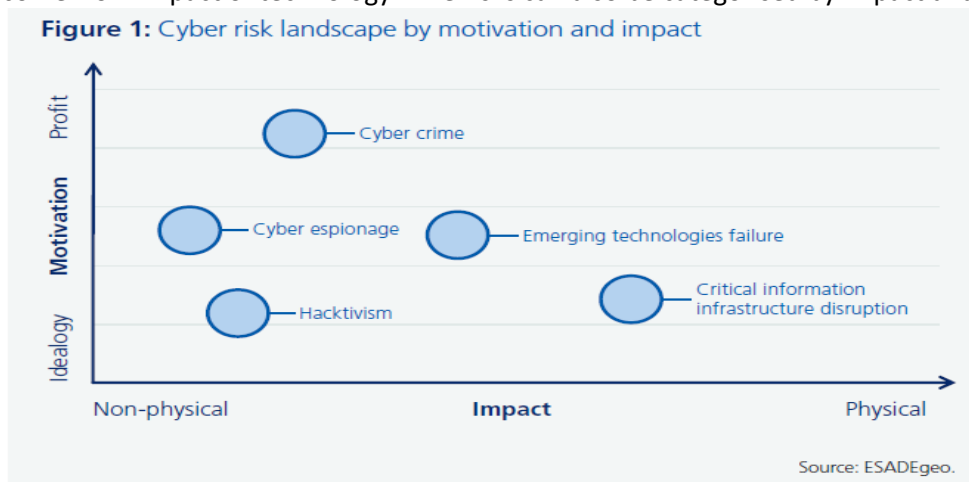 Figure 1: Cyber risk landscape by motivation and impact
Profit
Motivation
Idealogy
Cyber crime
Cyber espionage
Emerging technologies failure
Critical information
infrastructure disruption
Hacktivism
Non-physical
Impact
Physical
Source: ESADEgeo.